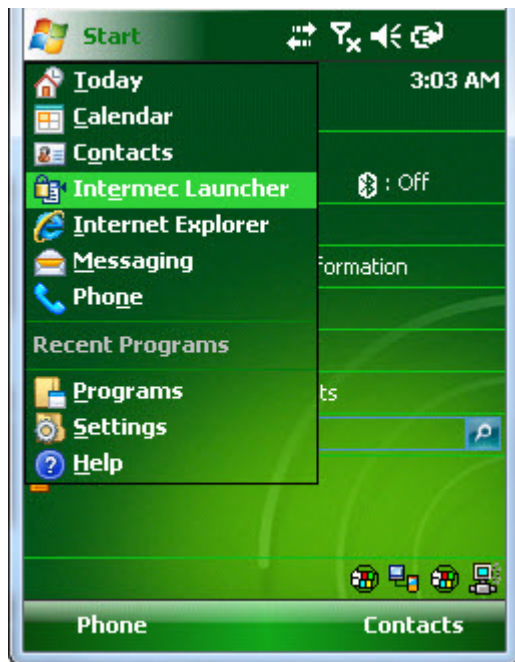 Start
Today
3:03 AM
Calendar
Contacts
Intermec Launcher
: Off
Internet Explorer
Messaging
formation
Phone
Recent Programs
Programs
ts
Settings
Help
Phone
Contacts